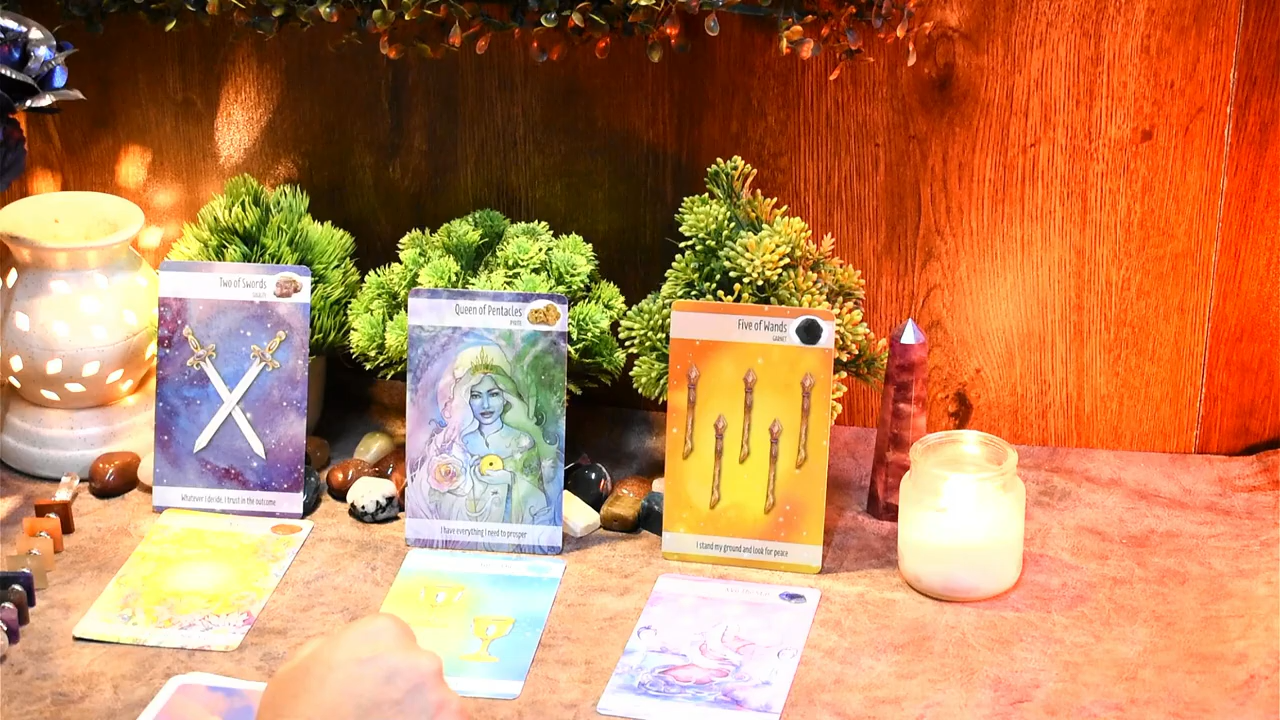 Two of Swords
Whatever I decide, I trust in the outcome
Queen of Pentacles
PYRITE
I have everything I need to prosper
Five of Wands
GARNET
I stand my ground and look for peace